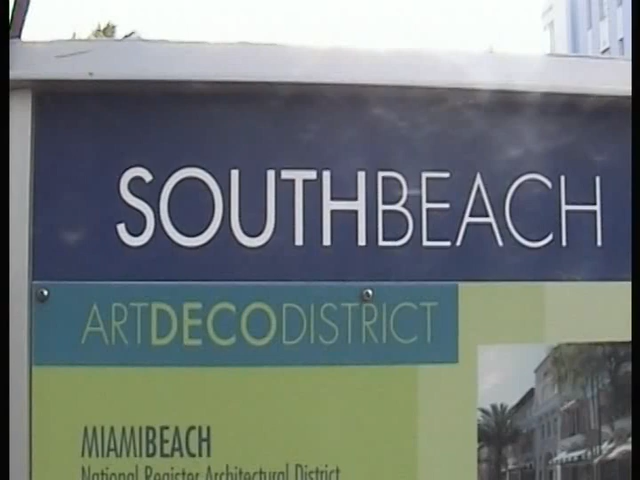 SOUTHBEACH
ARTDECODISTRICT
MIAMIBEACH
National Register Architectural District